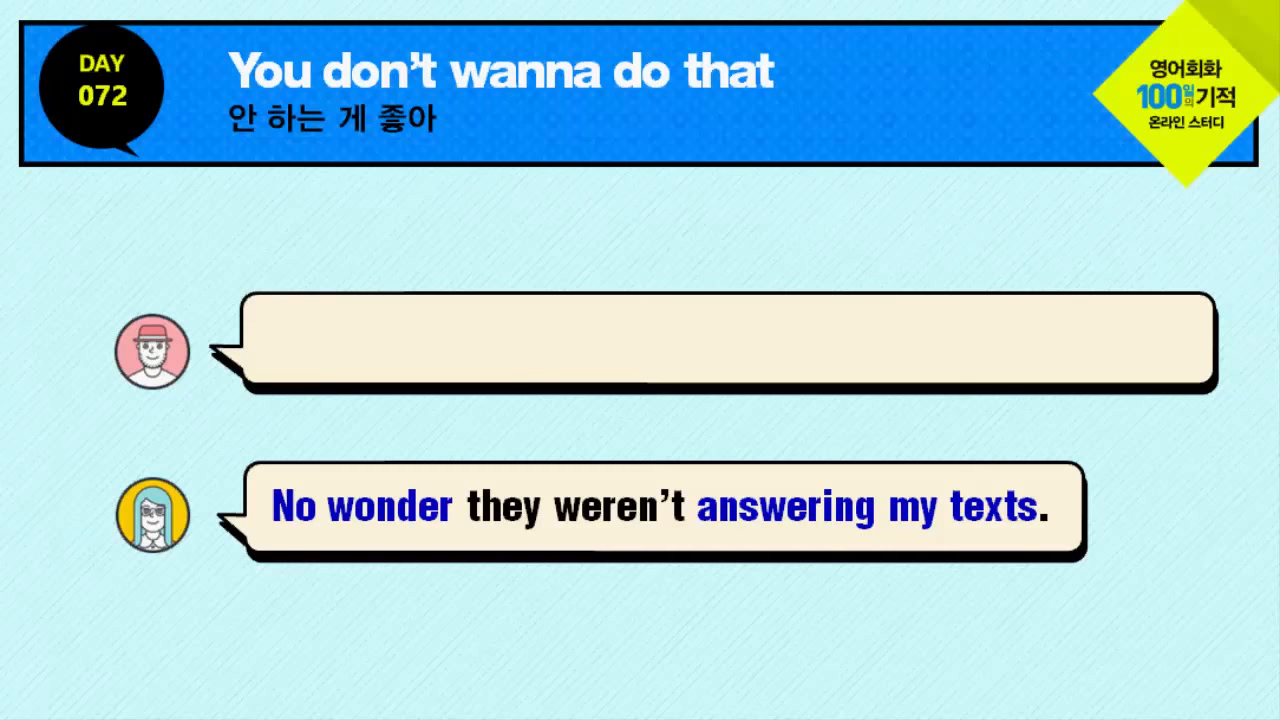 DAY
072
You don't wanna do that
안 하는 게 좋아
영어회화
100일의기적
온라인 스터디
No wonder they weren't answering my texts.